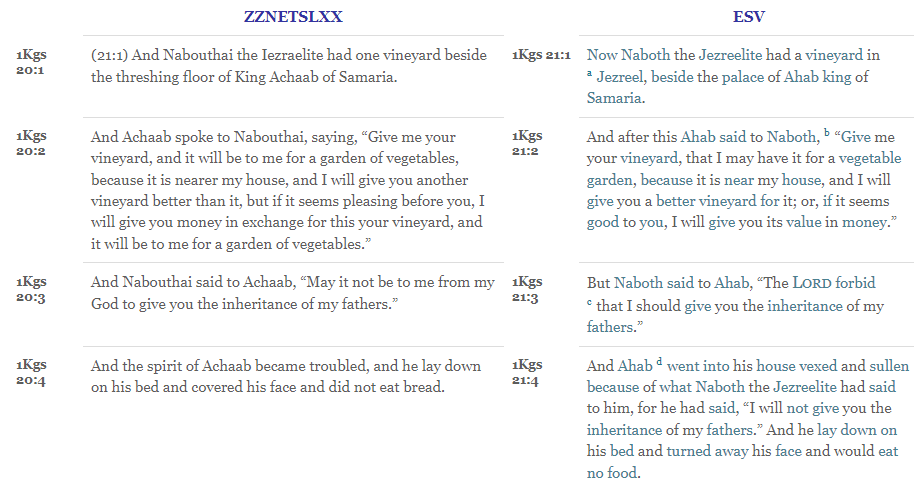 ZZNETSLXX
ESV
1Kgs
20:1
(21:1) And Nabouthai the Iezraelite had one vineyard beside
the threshing floor of King Achaab of Samaria.
1Kgs 21:1
Now Naboth the Jezreelite had a vineyard in
a Jezreel, beside the palace of Ahab king of
Samaria.
1Kgs
20:2
And Achaab spoke to Nabouthai, saying, “Give me your
vineyard, and it will be to me for a garden of vegetables,
because it is nearer my house, and I will give you another
vineyard better than it, but if it seems pleasing before you, I
will give you money in exchange for this your vineyard, and
it will be to me for a garden of vegetables.”
1Kgs
21:2
And after this Ahab said to Naboth, b “Give me
your vineyard, that I may have it for a vegetable
garden, because it is near my house, and I will
give you a better vineyard for it; or, if it seems
good to you, I will give you its value in money.”
1Kgs
20:3
And Nabouthai said to Achaab, “May it not be to me from my
God to give you the inheritance of my fathers.”
1Kgs
21:3
But Naboth said to Ahab, “The LORD forbid
c that I should give you the inheritance of my
fathers.”
1Kgs
20:4
And the spirit of Achaab became troubled, and he lay down
on his bed and covered his face and did not eat bread.
1Kgs
21:4
And Ahab d went into his house vexed and sullen
because of what Naboth the Jezreelite had said
to him, for he had said, “I will not give you the
inheritance of my fathers.” And he lay down on
his bed and turned away his face and would eat
no food.